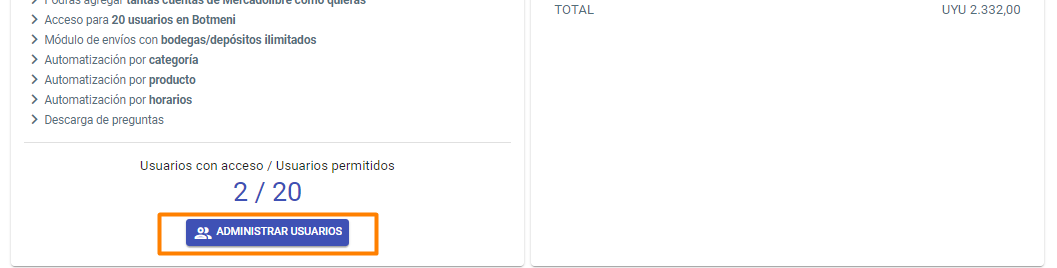 Podrás agregar tantas cuentas de Mercadolibre como quieras
TOTAL UYU 2.332,00
Acceso para 20 usuarios en Botmeni
Módulo de envíos con bodegas/depósitos ilimitados
Automatización por categoría
Automatización por producto
Automatización por horarios
Descarga de preguntas
Usuarios con acceso / Usuarios permitidos
2 / 20
ADMINISTRAR USUARIOS